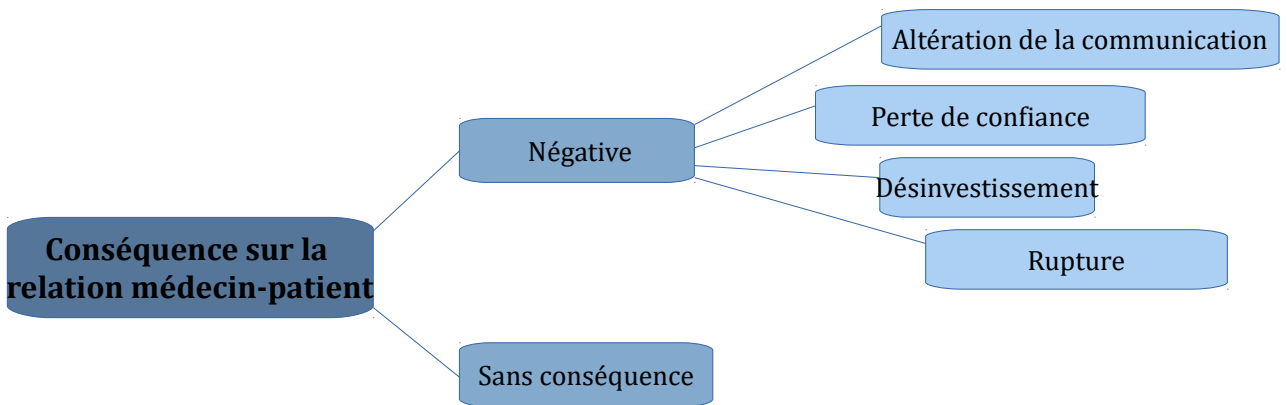 Altération de la communication
Perte de confiance
Négative
Désinvestissement
Rupture
Conséquence sur la
relation médecin-patient
Sans conséquence